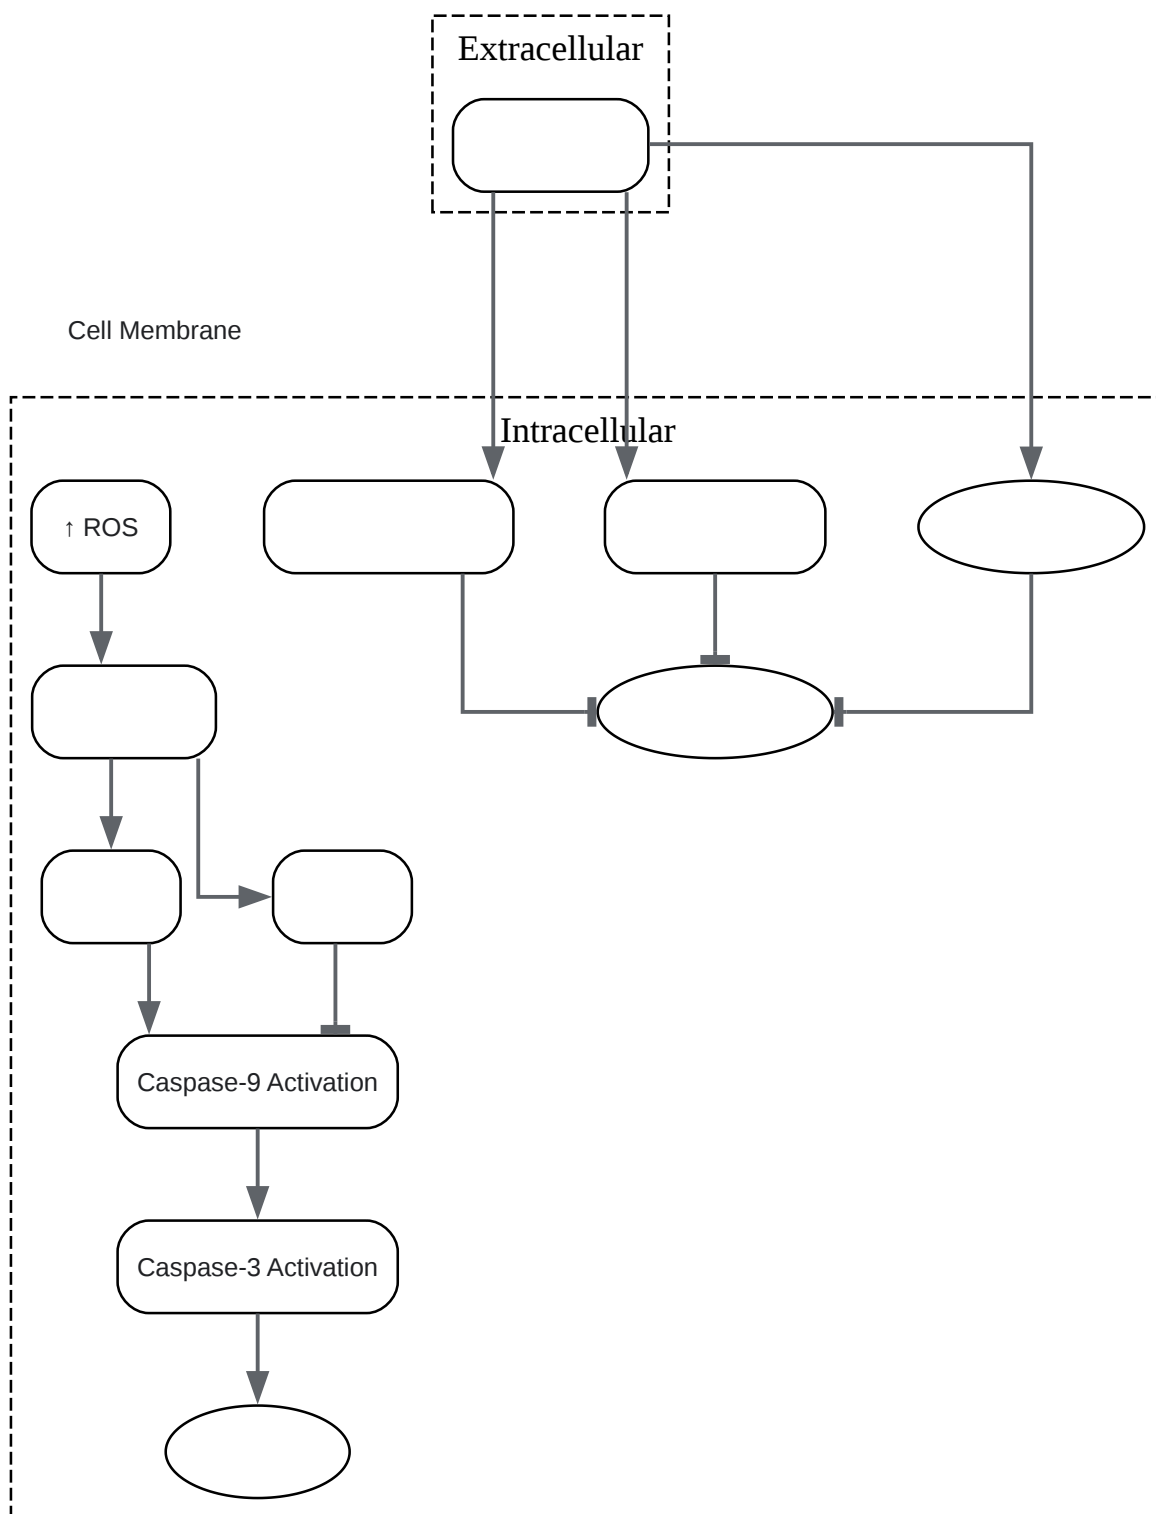 Extracellular
Cell Membrane
Intracellular
↑ ROS
Caspase-9 Activation
Caspase-3 Activation